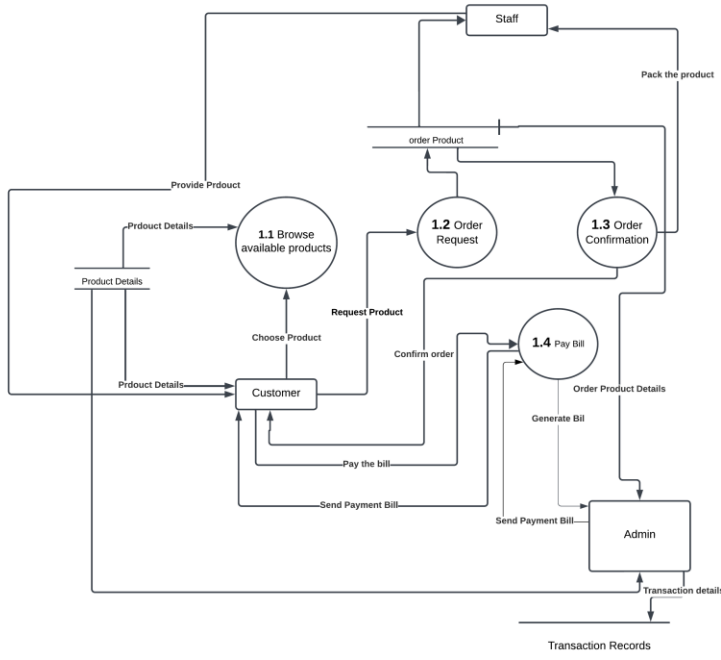 Staff
Pack the product
order Product
Provide Prdouct
Prdouct Details
1.1 Browse
available products
1.2 Order
Request
1.3 Order
Confirmation
Product Details
Request Product
Choose Product
Confirm order
1.4 Pay Bill
Prdouct Details
Customer
Order Product Details
Generate Bil
Pay the bill
Send Payment Bill
Send Payment Bill
Admin
Transaction details
Transaction Records